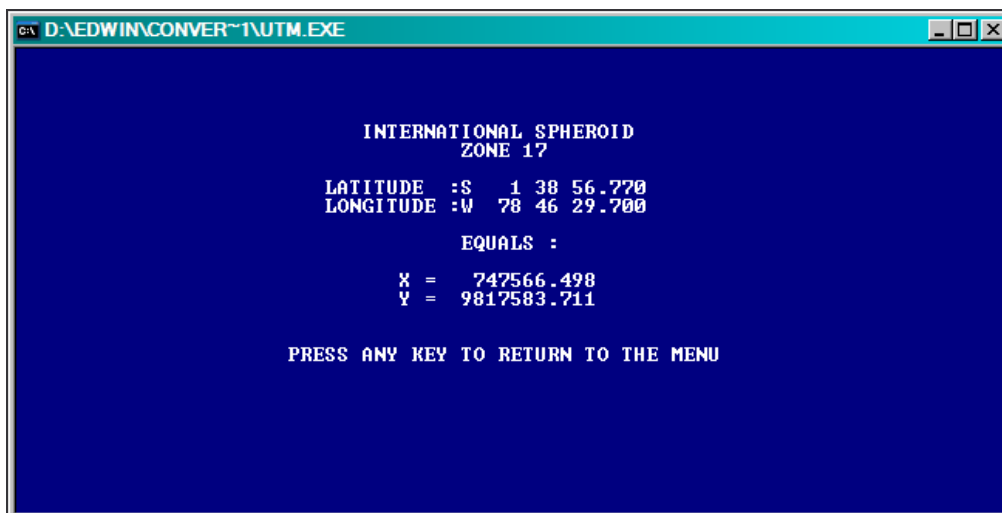 D:\EDWIN\CONVER~1\UTM.EXE
INTERNATIONAL SPHEROID
ZONE 17
LATITUDE :S 1 38 56.770
LONGITUDE :W 78 46 29.700
EQUALS :
X = 747566.498
Y = 9817583.711
PRESS ANY KEY TO RETURN TO THE MENU